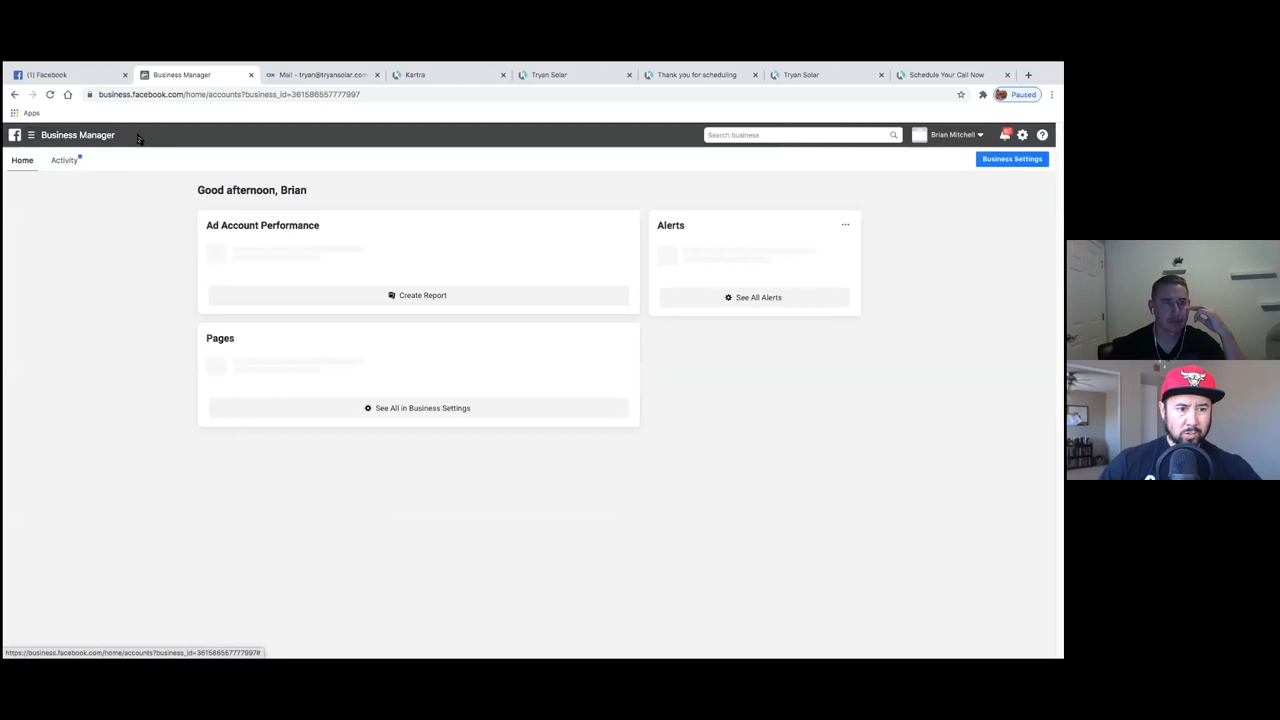 (1) Facebook
Business Manager
Mail - tryan@tryansolar.com
Kartra
Tryan Solar
Thank you for scheduling
Tryan Solar
Schedule Your Call Now
business.facebook.com/home/accounts?business_id=361586557777997
Paused
Apps
Business Manager
Search business
Brian Mitchell
Home
Activity
Business Settings
Good afternoon, Brian
Ad Account Performance
Alerts
Create Report
See All Alerts
Pages
See All in Business Settings
https://business.facebook.com/home/accounts?business_id=361586557777997#